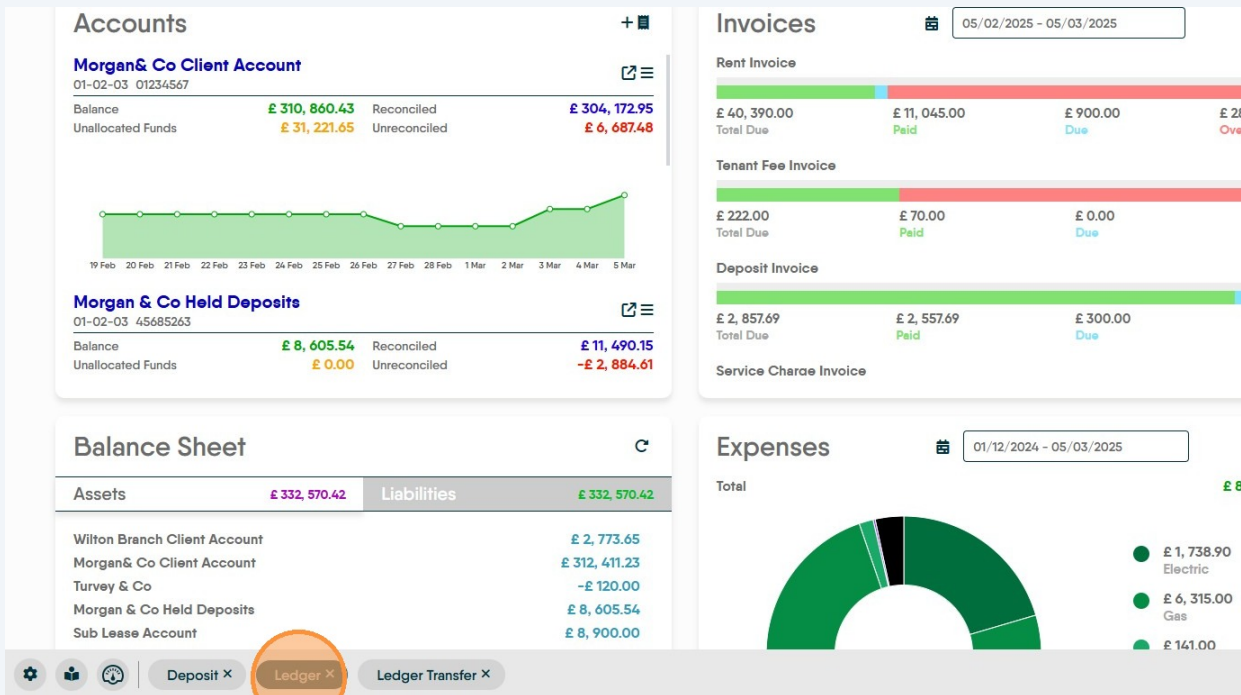 Accounts
+
Morgan& Co Client Account
01-02-03 01234567
Balance £ 310, 860.43 Reconciled £ 304, 172.95
Unallocated Funds £ 31, 221.65 Unreconciled £ 6, 687.48
19 Feb 20 Feb 21 Feb 22 Feb 23 Feb 24 Feb 25 Feb 26 Feb 27 Feb 28 Feb 1 Mar 2 Mar 3 Mar 4 Mar 5 Mar
Morgan & Co Held Deposits
01-02-03 45685263
Balance £ 8, 605.54 Reconciled £ 11, 490.15
Unallocated Funds £ 0.00 Unreconciled -£ 2, 884.61
Invoices 05/02/2025 - 05/03/2025
Rent Invoice
£ 40, 390.00 £ 11, 045.00 £ 900.00 £ 28
Total Due Paid Due Ove
Tenant Fee Invoice
£ 222.00 £ 70.00 £ 0.00
Total Due Paid Due
Deposit Invoice
£ 2, 857.69 £ 2, 557.69 £ 300.00
Total Due Paid Due
Service Charge Invoice
Balance Sheet
Assets £ 332, 570.42 Liabilities £ 332, 570.42
Wilton Branch Client Account £ 2, 773.65
Morgan& Co Client Account £ 312, 411.23
Turvey & Co -£ 120.00
Morgan & Co Held Deposits £ 8, 605.54
Sub Lease Account £ 8, 900.00
Expenses 01/12/2024 - 05/03/2025
Total £ 8
£ 1, 738.90
Electric
£ 6, 315.00
Gas
£ 141.00
Deposit × Ledger × Ledger Transfer ×